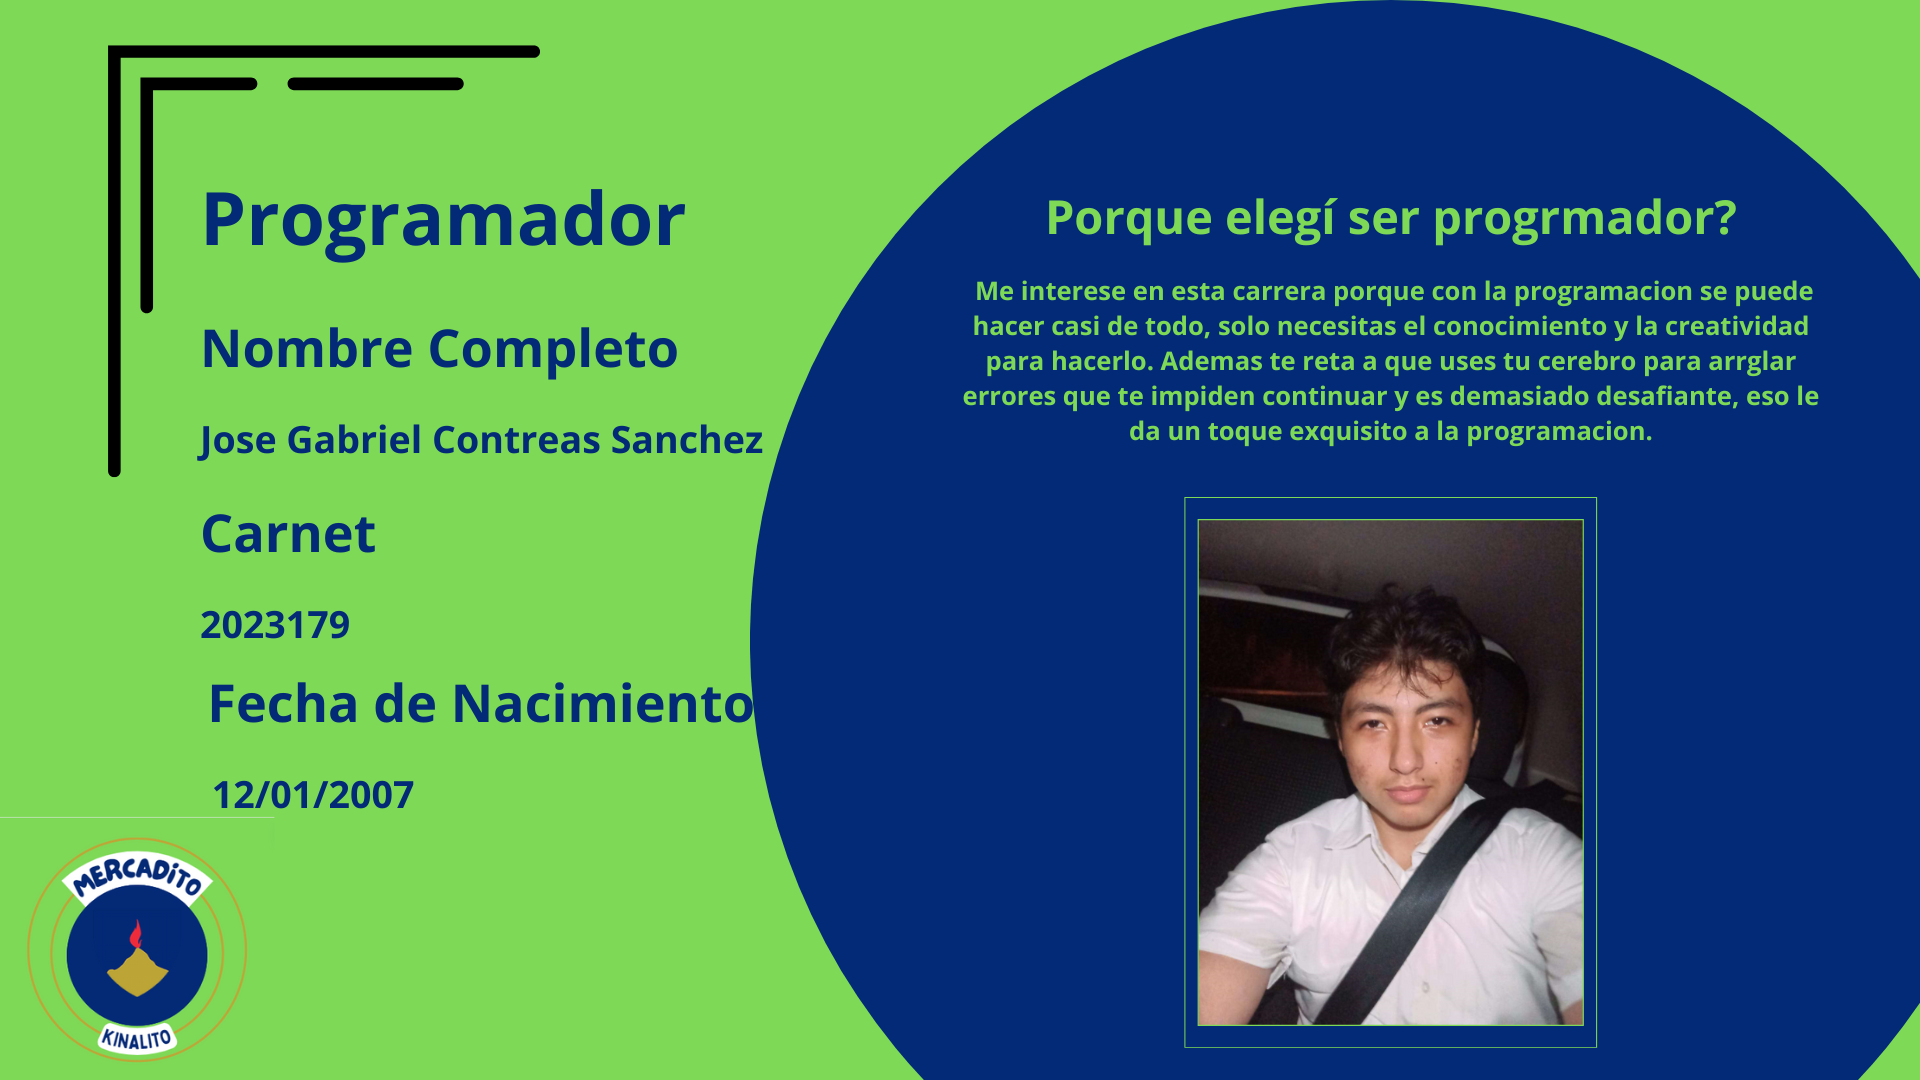 Programador
Nombre Completo
Jose Gabriel Contreas Sanchez
Carnet
2023179
Fecha de Nacimiento
12/01/2007
MERCADiTO
KINALITO
Porque elegí ser progrmador?
Me interese en esta carrera porque con la programacion se puede
hacer casi de todo, solo necesitas el conocimiento y la creatividad
para hacerlo. Ademas te reta a que uses tu cerebro para arrglar
errores que te impiden continuar y es demasiado desafiante, eso le
da un toque exquisito a la programacion.